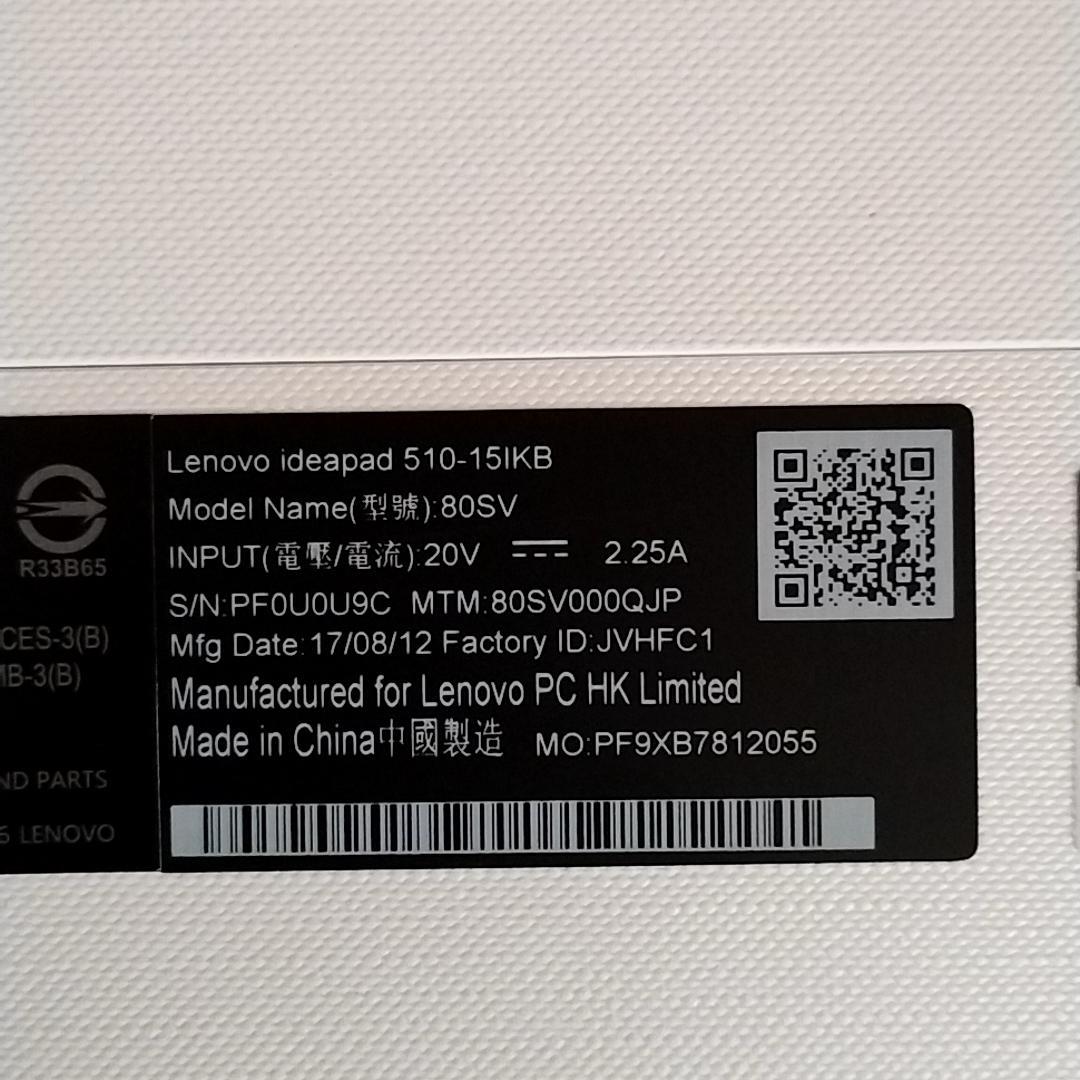 Lenovo ideapad 510-15IKB
Model Name(型號):80SV
INPUT(電壓/電流):20V 2.25A
S/N:PF0U0U9C MTM:80SV000QJP
Mfg Date:17/08/12 Factory ID:JVHFC1
Manufactured for Lenovo PC HK Limited
Made in China中國製造 MO:PF9XB7812055
R33B65
CES-3(B)
MB-3(B)
ND PARTS
6 LENOVO